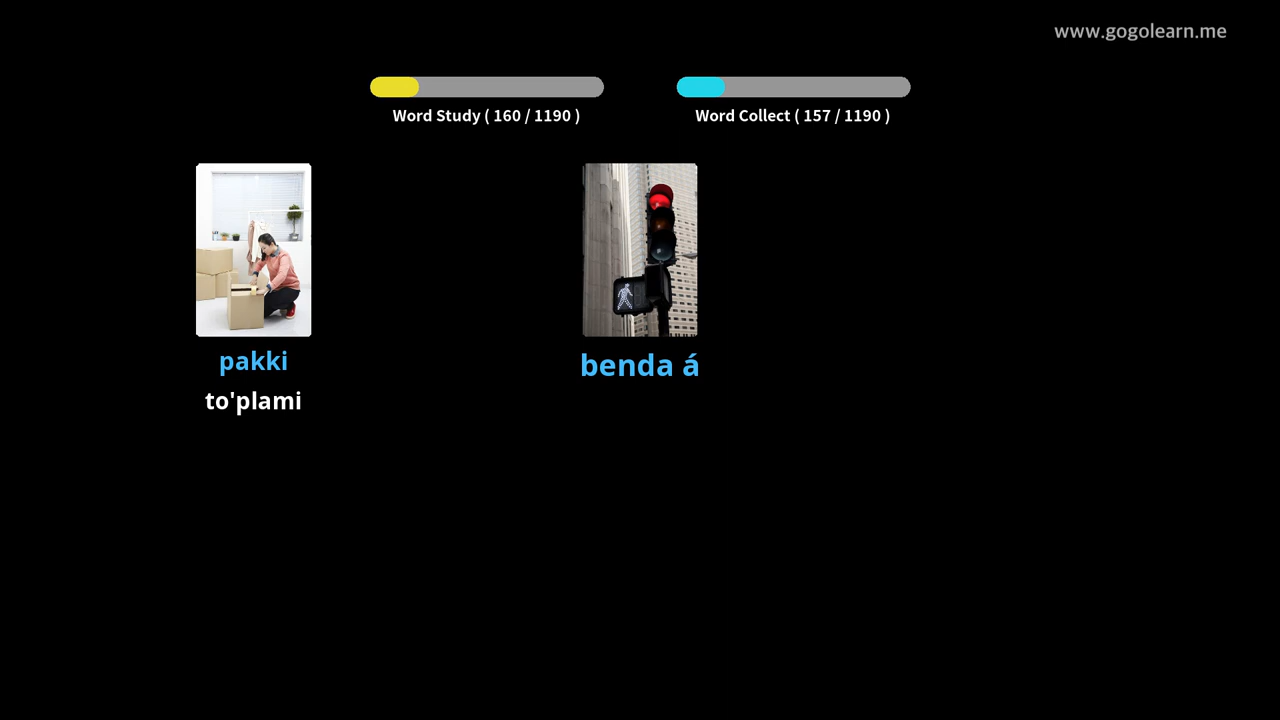 www.gogolearn.me
Word Study ( 160 / 1190 )
Word Collect ( 157 / 1190 )
pakki
to'plami
benda á